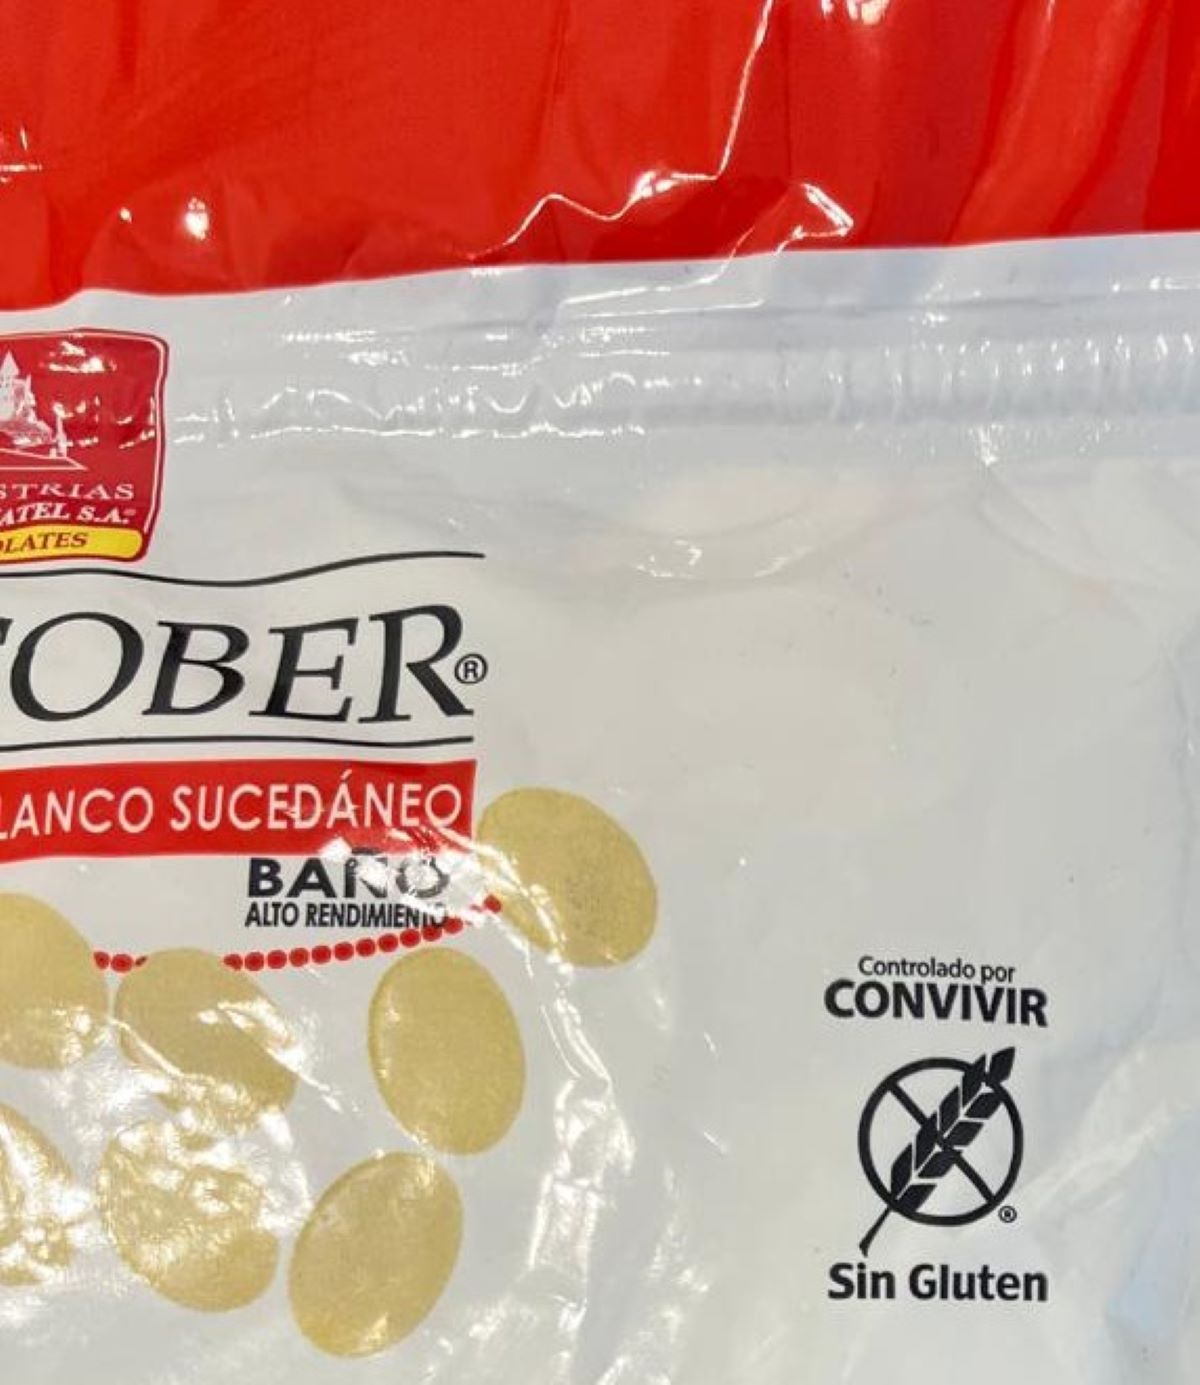 STRIAS
ATEL S.A.®
OLATES
TOBER®
LANCO SUCEDÁNEO
BAÑO
ALTO RENDIMIENTO
Controlado por
CONVIVIR
®
Sin Gluten